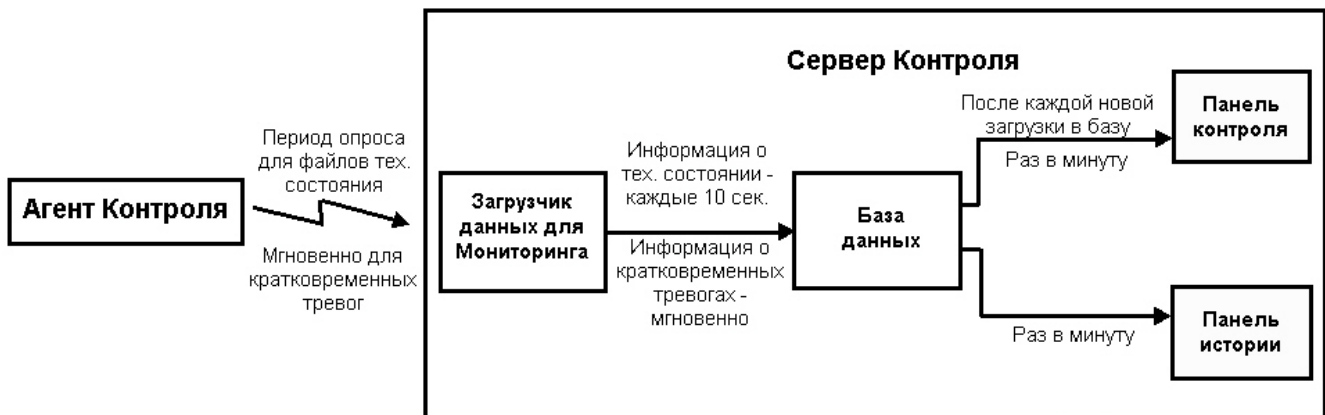 Сервер Контроля
Агент Контроля
Период опроса
для файлов тех.
состояния
Мгновенно для
кратковременных
тревог
Загрузчик
данных для
Мониторинга
Информация о
тех. состоянии -
каждые 10 сек.
Информация о
кратковременных
тревогах -
мгновенно
База
данных
После каждой новой
загрузки в базу
Раз в минуту
Панель
контроля
Раз в минуту
Панель
истории